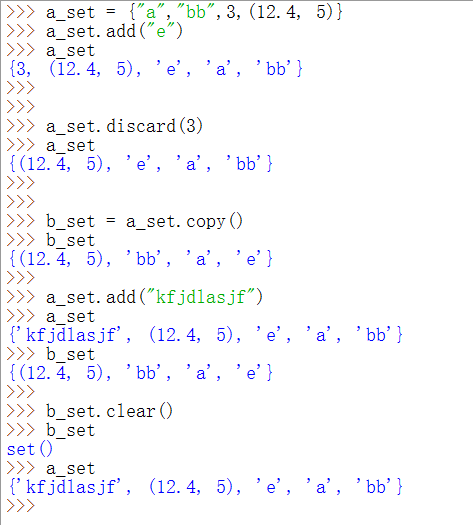 >>> a_set = {"a","bb",3,(12.4, 5)}
>>> a_set.add("e")
>>> a_set
{3, (12.4, 5), 'e', 'a', 'bb'}
>>>
>>>
>>> a_set.discard(3)
>>> a_set
{(12.4, 5), 'e', 'a', 'bb'}
>>>
>>>
>>> b_set = a_set.copy()
>>> b_set
{(12.4, 5), 'bb', 'a', 'e'}
>>>
>>> a_set.add("kfjdlasjf")
>>> a_set
{'kfjdlasjf', (12.4, 5), 'e', 'a', 'bb'}
>>> b_set
{(12.4, 5), 'bb', 'a', 'e'}
>>>
>>> b_set.clear()
>>> b_set
set()
>>> a_set
{'kfjdlasjf', (12.4, 5), 'e', 'a', 'bb'}
>>>